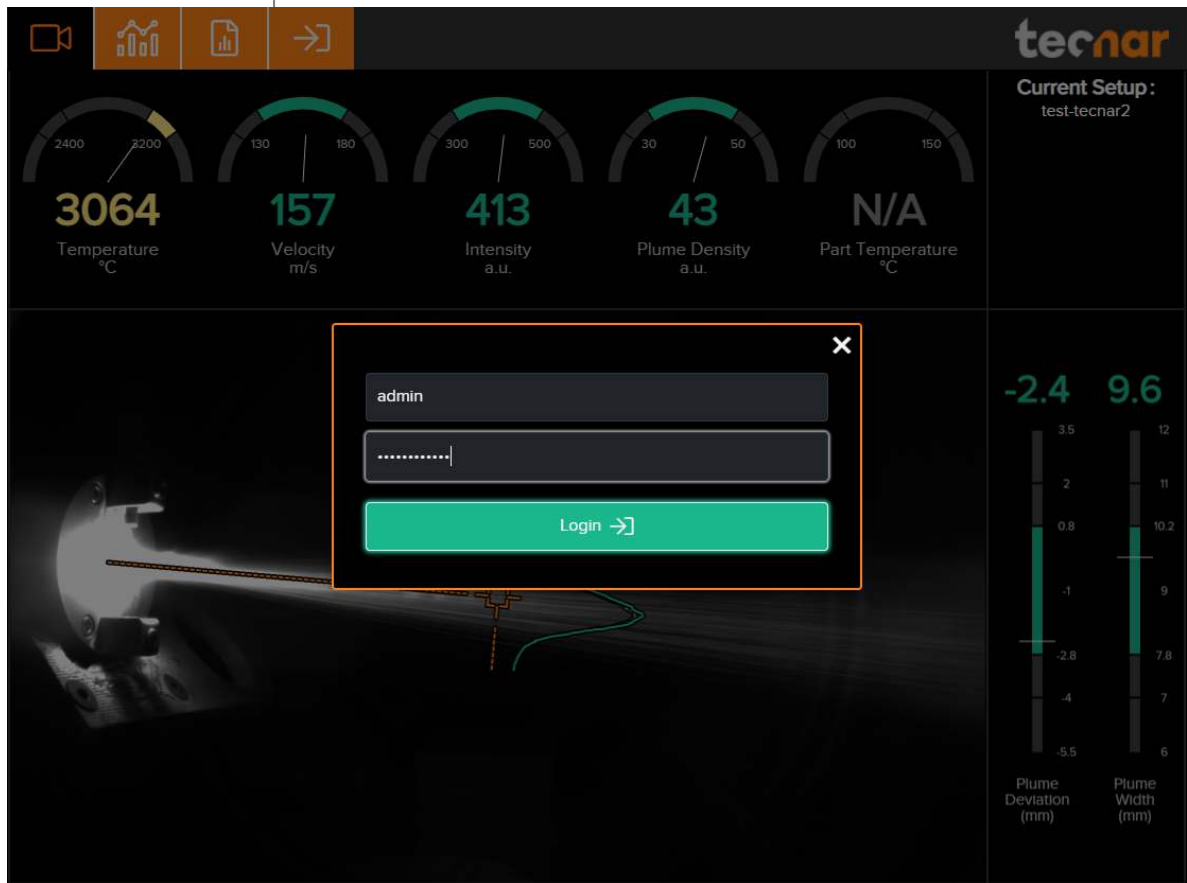 tecnar
Current Setup :
test-tecnar2
2400 3200
130 180
300 500
30 50
100 150
3064
157
413
43
N/A
Temperature
°C
Velocity
m/s
Intensity
a.u.
Plume Density
a.u.
Part Temperature
°C
admin
••••••••••••
Login
-2.4 9.6
3.5 12
2 11
0.8 10.2
-1 9
-2.8 7.8
-4 7
-5.5 6
Plume
Deviation
(mm)
Plume
Width
(mm)